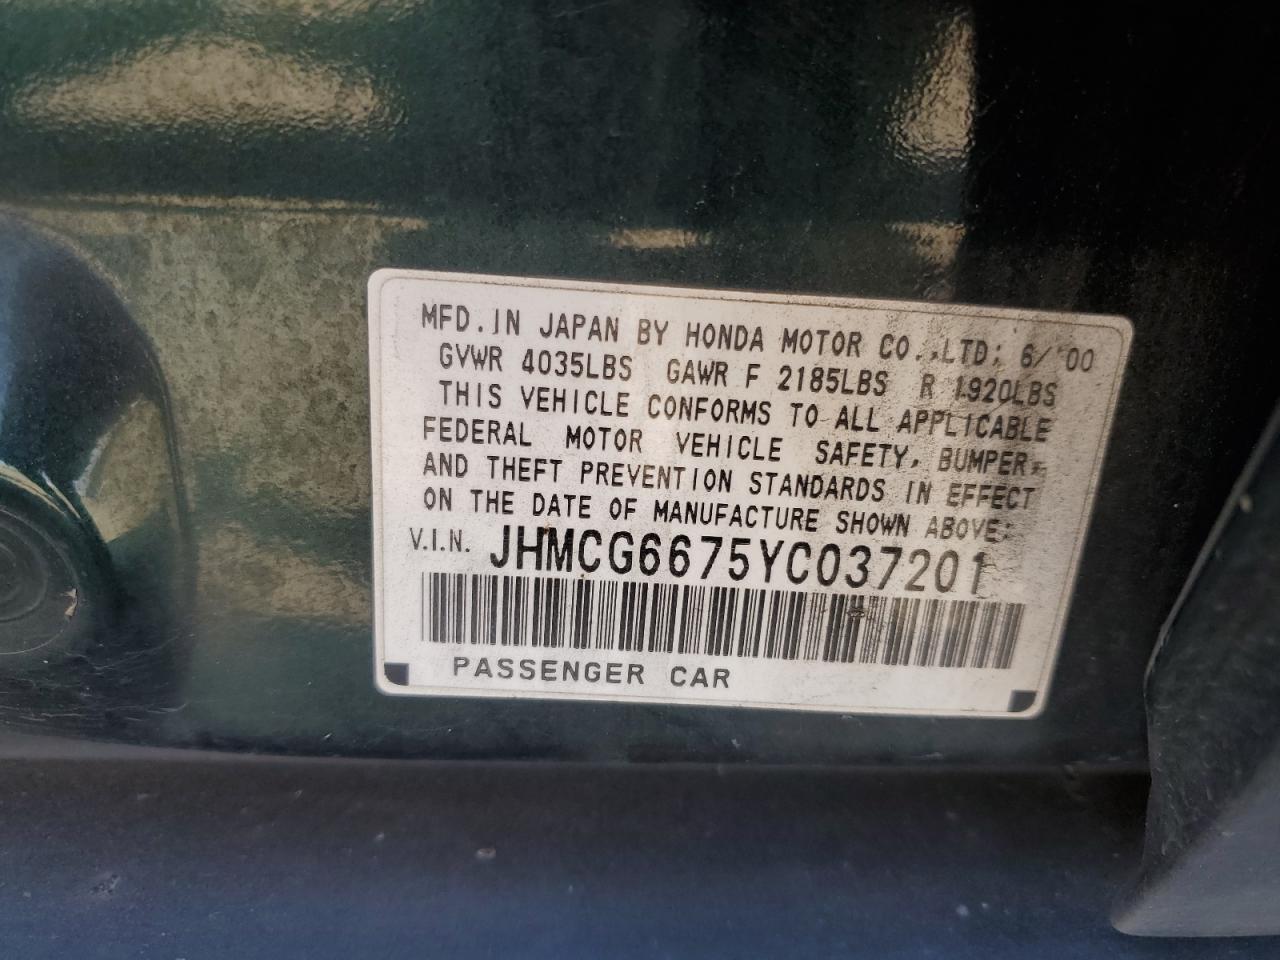 MFD.IN JAPAN BY HONDA MOTOR CO.,LTD; 6/'00
GVWR 4035LBS GAWR F 2185LBS R 1920LBS
THIS VEHICLE CONFORMS TO ALL APPLICABLE
FEDERAL MOTOR VEHICLE SAFETY, BUMPER,
AND THEFT PREVENTION STANDARDS IN EFFECT
ON THE DATE OF MANUFACTURE SHOWN ABOVE;
V.I.N. JHMCG6675YC037201
PASSENGER CAR